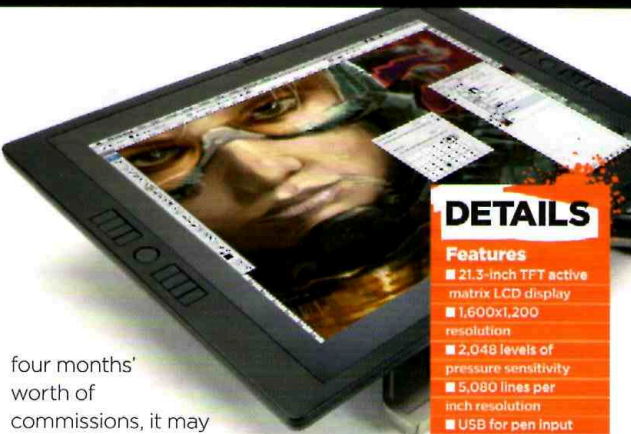 four months'
worth of
commissions, it may
DETAILS
Features
■ 21.3-inch TFT active
matrix LCD display
■ 1,600x1,200
resolution
■ 2,048 levels of
pressure sensitivity
■ 5,080 lines per
inch resolution
■ USB for pen input